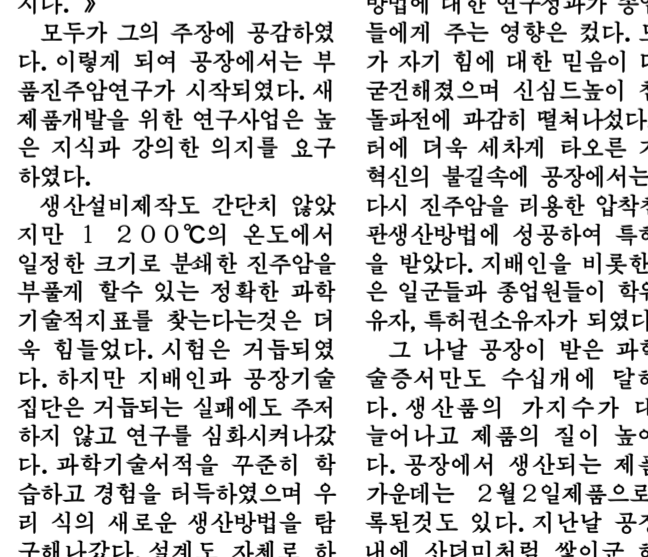 시다. 》
모두가 그의 주장에 공감하였
다. 이렇게 되여 공장에서는 부
품진주암연구가 시작되였다. 새
제품개발을 위한 연구사업은 높
은 지식과 강의한 의지를 요구
하였다.
생산설비제작도 간단치 않았
지만 1 200℃의 온도에서
일정한 크기로 분쇄한 진주암을
부풀게 할수 있는 정확한 과학
기술적지표를 찾는다는것은 더
욱 힘들었다. 시험은 거듭되였
다. 하지만 지배인과 공장기술
집단은 거듭되는 실패에도 주저
하지 않고 연구를 심화시켜나갔
다. 과학기술서적을 꾸준히 학
습하고 경험을 터득하였으며 우
리 식의 새로운 생산방법을 탐
구해나갔다. 설계도 자체로 하
방법에 대한 연구성과가
들에게 주는 영향은 컸다.
가 자기 힘에 대한 믿음이
굳건해졌으며 신심드높이
돌파전에 과감히 떨쳐나섰다
터에 더욱 세차게 타오른
혁신의 불길속에 공장에서는
다시 진주암을 리용한
판생산방법에 성공하여
을 받았다. 지배인을 비롯한
은 일군들과 종업원들이
유자, 특허권소유자가 되였다
그 나날 공장이 받은
술증서만도 수십개에
다. 생산품의 가지수가
늘어나고 제품의 질이
다. 공장에서 생산되는
가운데는 2월2일제품으로
록된것도 있다. 지난날
내에 산더미처럼 쌓이군